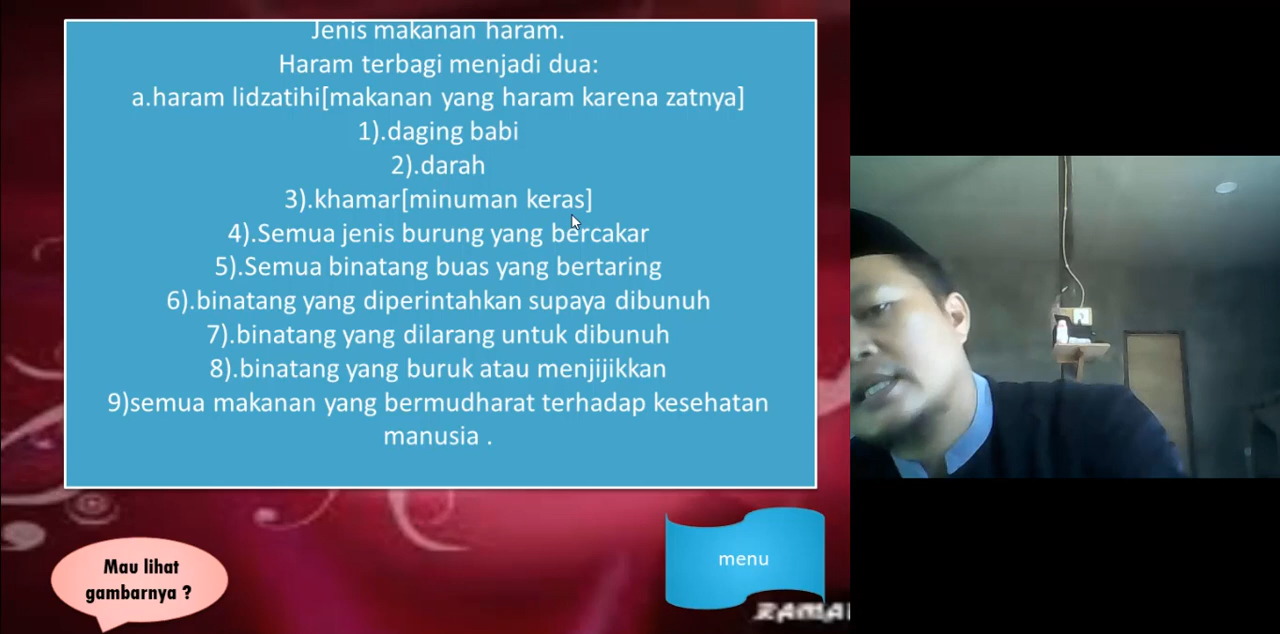 Jenis makanan haram.
Haram terbagi menjadi dua:
a.haram lidzatihi[makanan yang haram karena zatnya]
1).daging babi
2).darah
3).khamar[minuman keras]
4).Semua jenis burung yang bercakar
5).Semua binatang buas yang bertaring
6).binatang yang diperintahkan supaya dibunuh
7).binatang yang dilarang untuk dibunuh
8).binatang yang buruk atau menjijikkan
9)semua makanan yang bermudharat terhadap kesehatan
manusia .
Mau lihat
gambarnya ?
menu